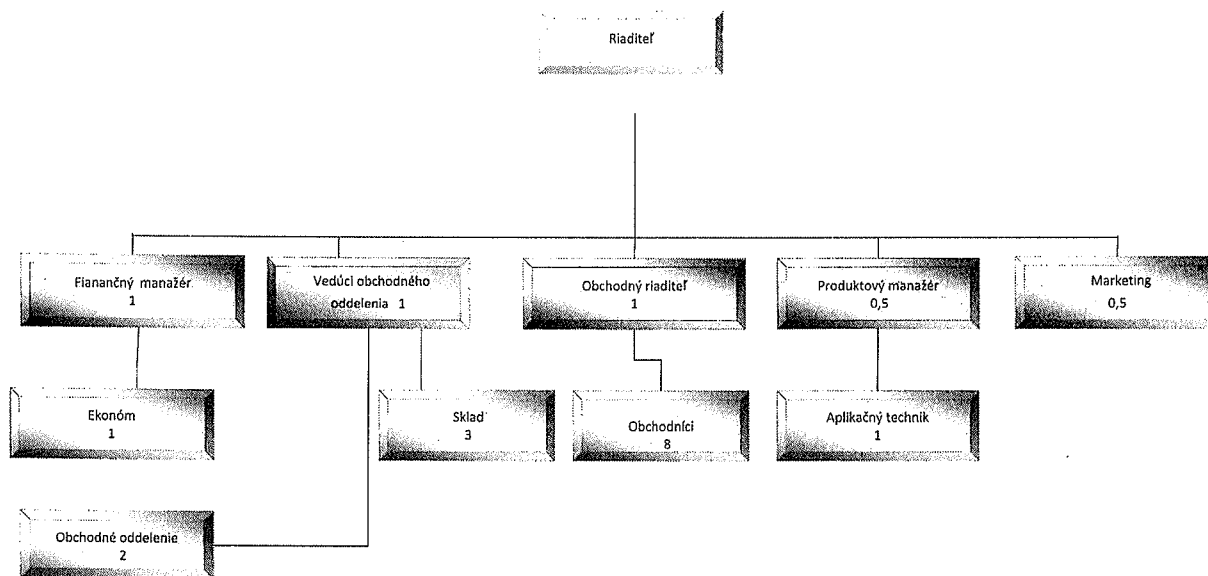 Riaditeľ
Fianančný manažér
1
Vedúci obchodného
oddelenia 1
Obchodný riaditeľ
1
Produktový manažér
0,5
Marketing
0,5
Ekonóm
1
Sklad
3
Obchodníci
8
Aplikačný technik
1
Obchodné oddelenie
2